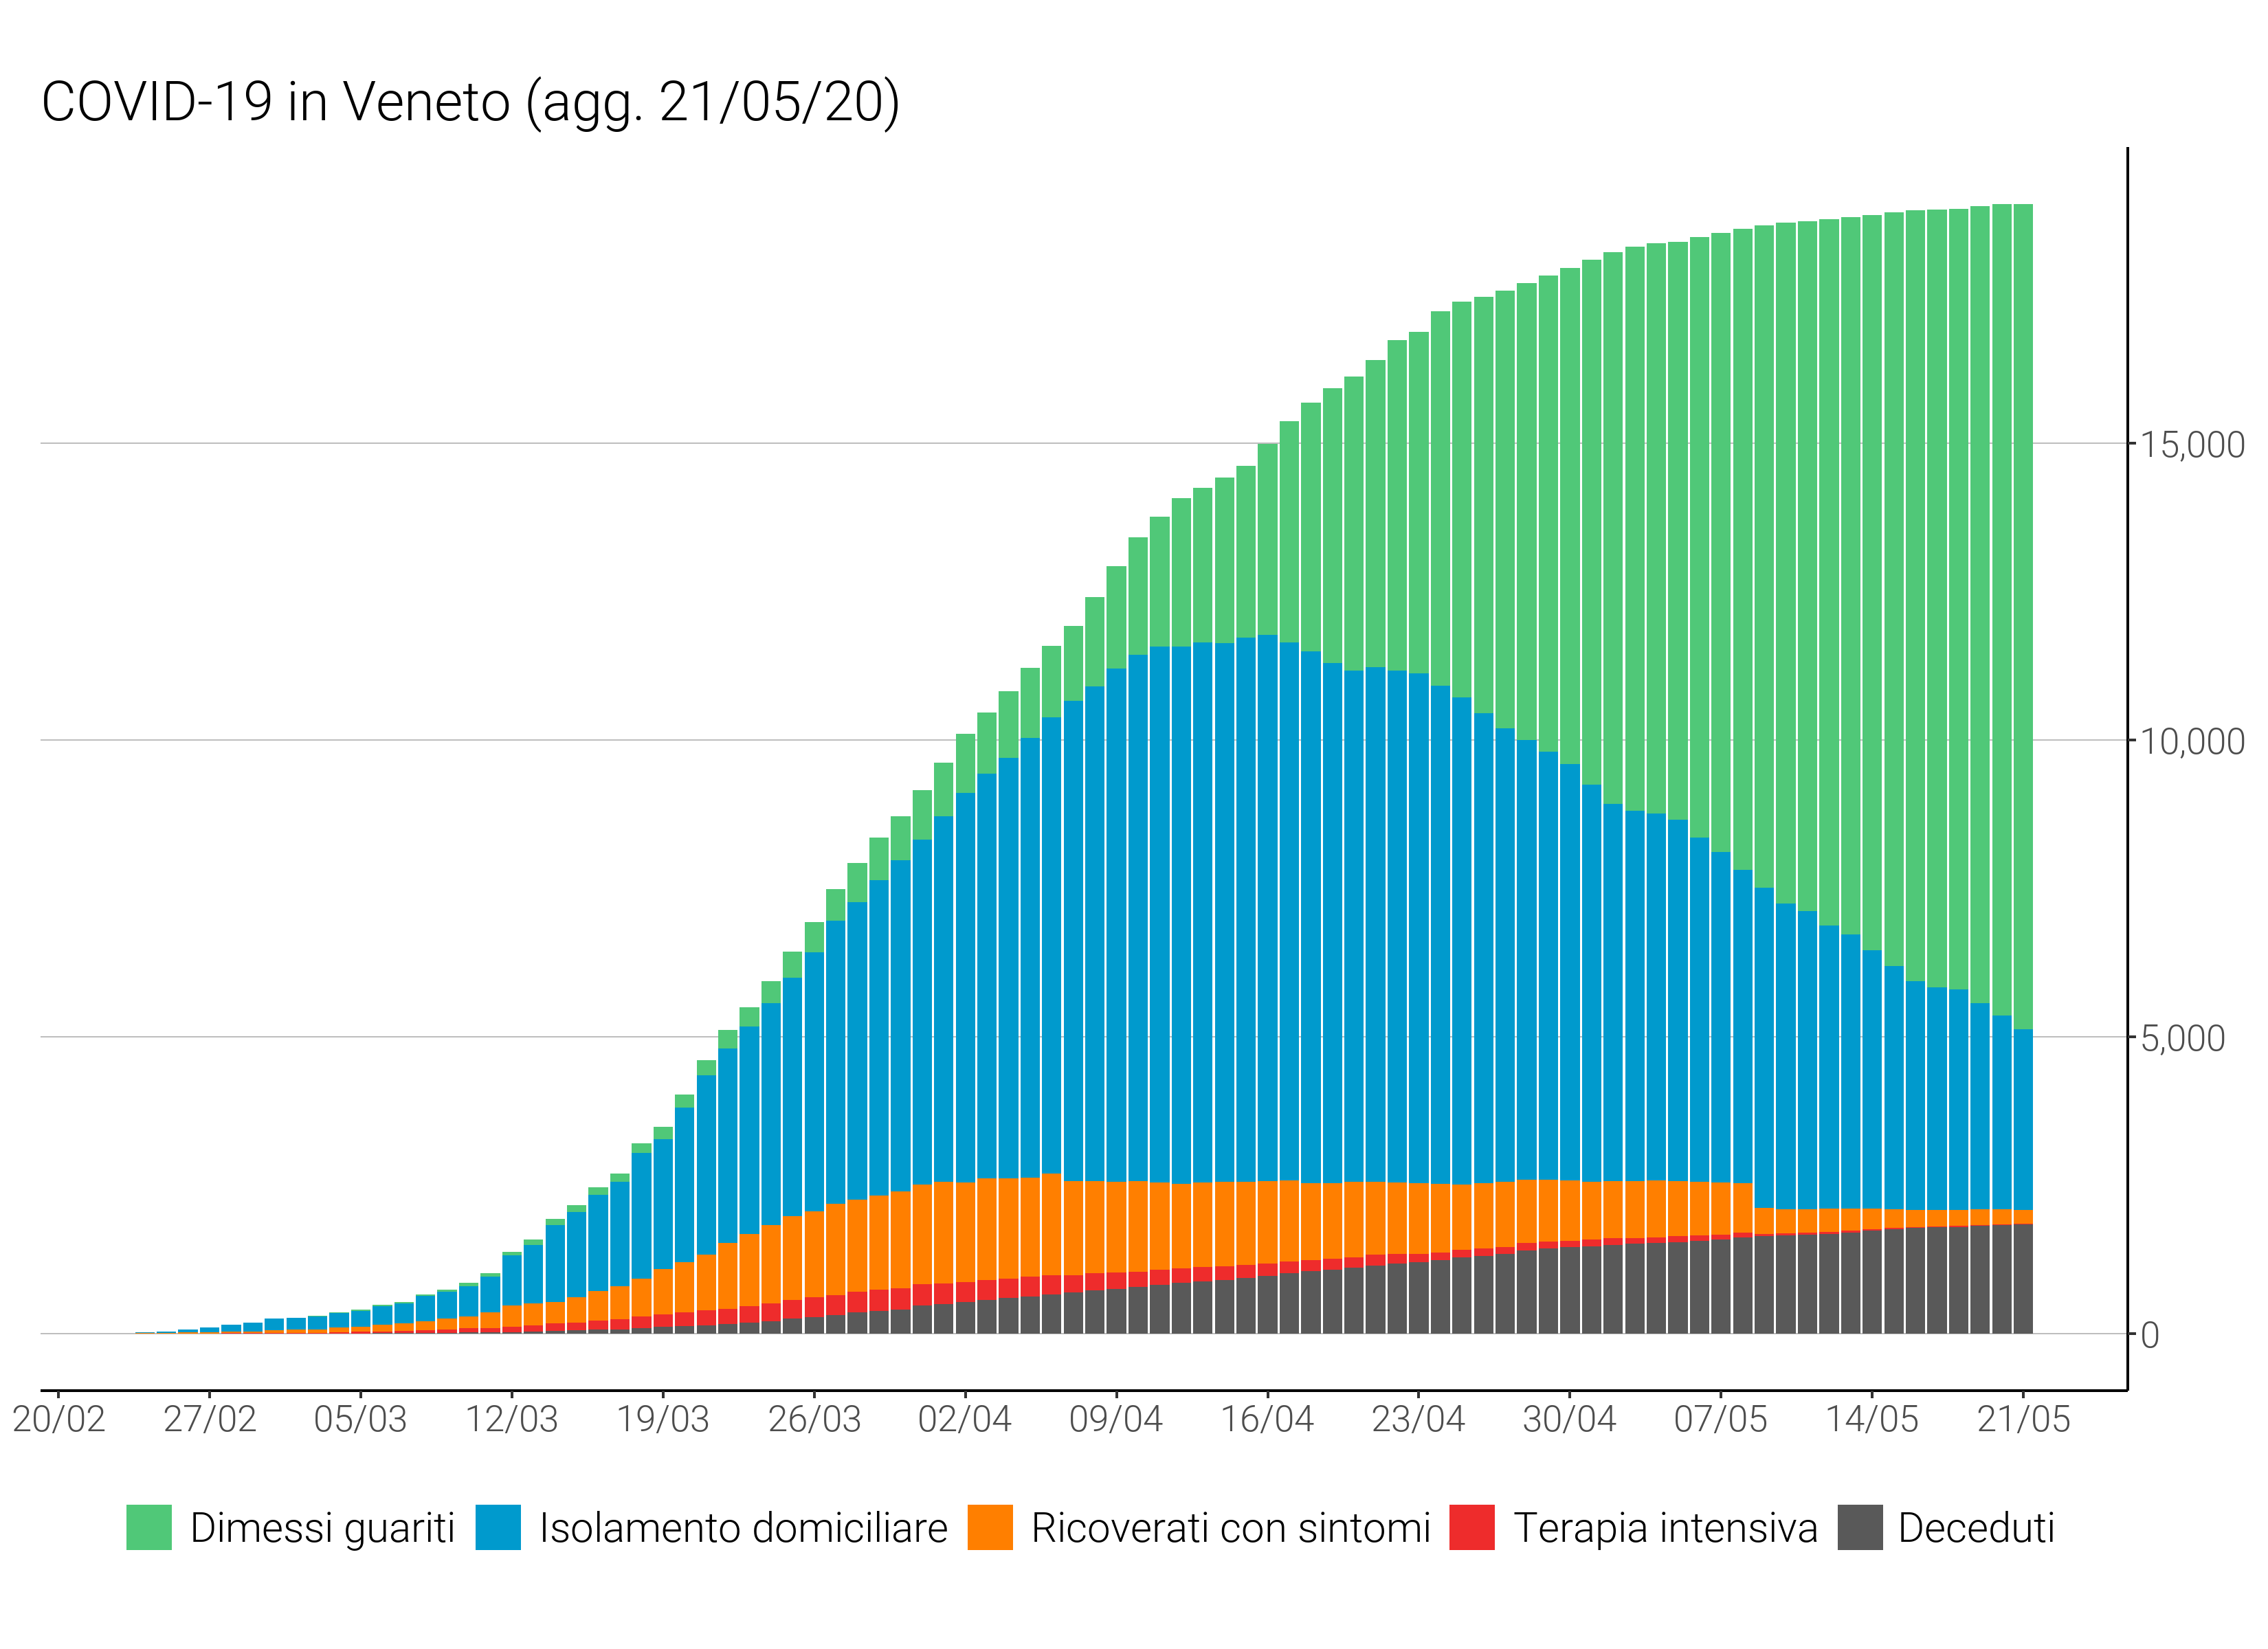 COVID-19 in Veneto (agg. 21/05/20)
15,000
10,000
5,000
0
20/02 27/02 05/03 12/03 19/03 26/03 02/04 09/04 16/04 23/04 30/04 07/05 14/05 21/05
Dimessi guariti Isolamento domiciliare Ricoverati con sintomi Terapia intensiva Deceduti